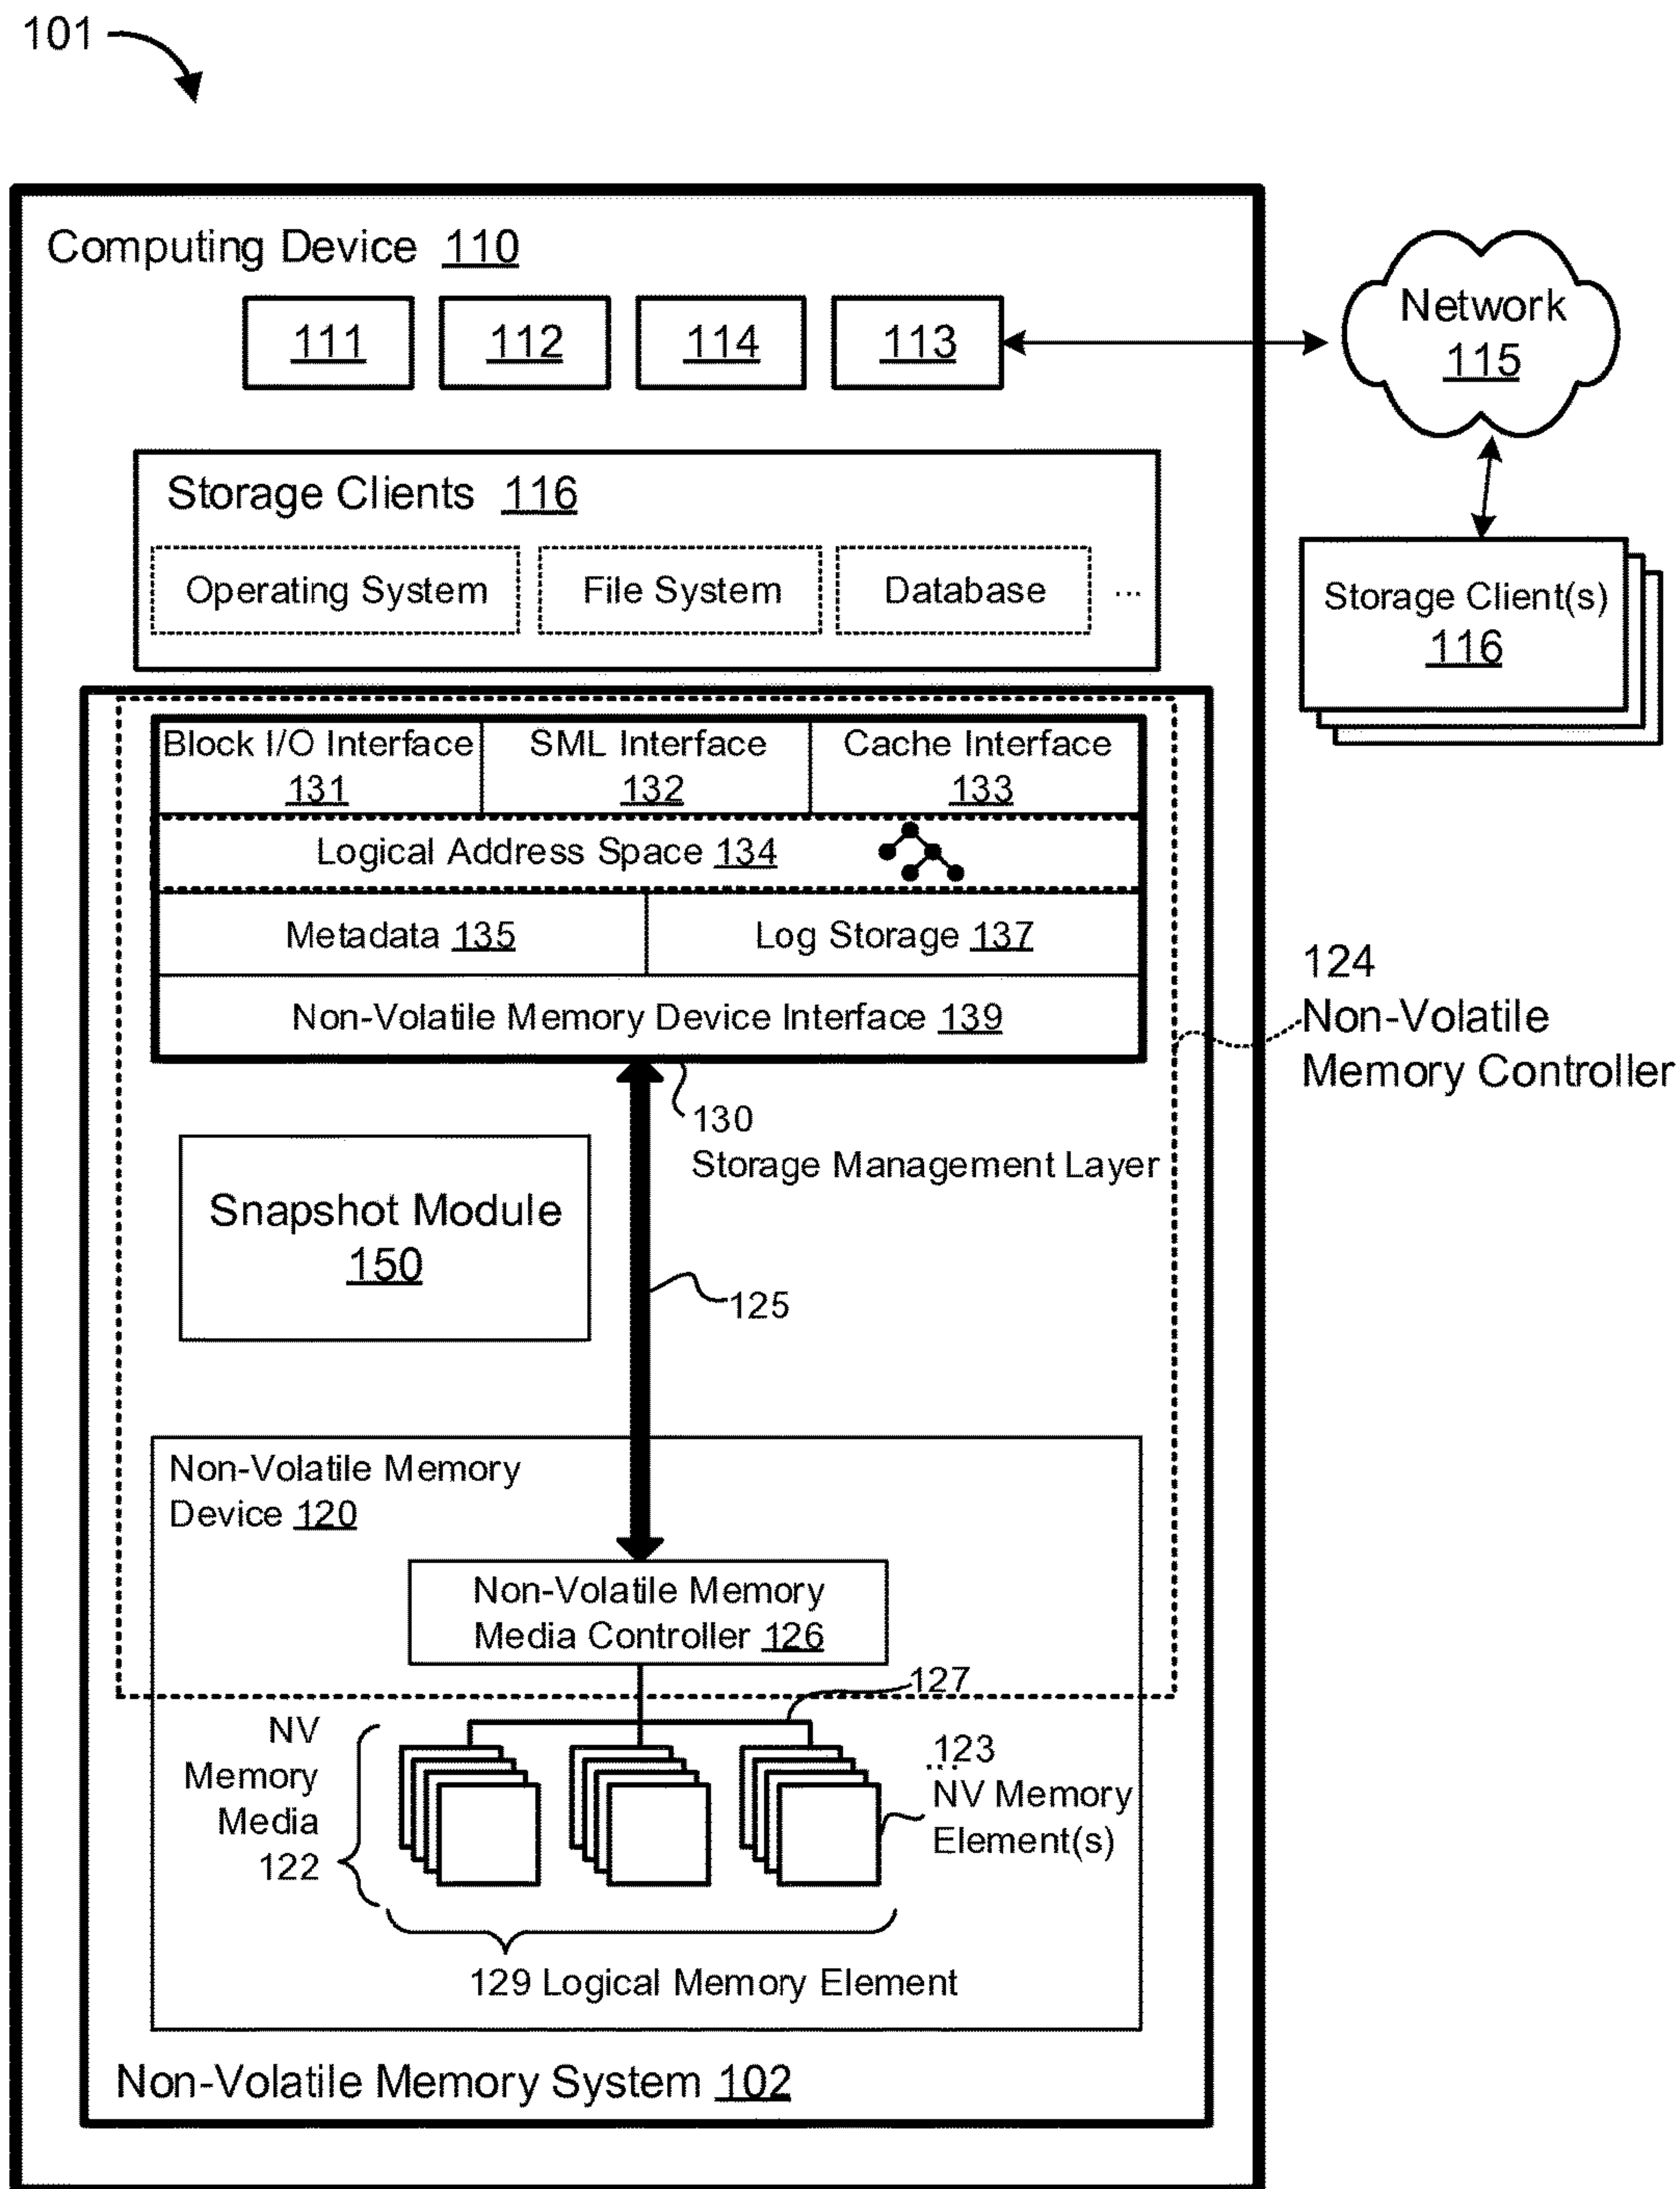 101
Computing Device 110
111
112
114
113
Network
115
Storage Clients 116
Operating System
File System
Database
...
Storage Client(s)
116
Block I/O Interface
131
SML Interface
132
Cache Interface
133
Logical Address Space 134
Metadata 135
Log Storage 137
Non-Volatile Memory Device Interface 139
124
Non-Volatile
Memory Controller
130
Storage Management Layer
Snapshot Module
150
125
Non-Volatile Memory
Device 120
Non-Volatile Memory
Media Controller 126
127
NV
Memory
Media
122
...
123
NV Memory
Element(s)
129 Logical Memory Element
Non-Volatile Memory System 102